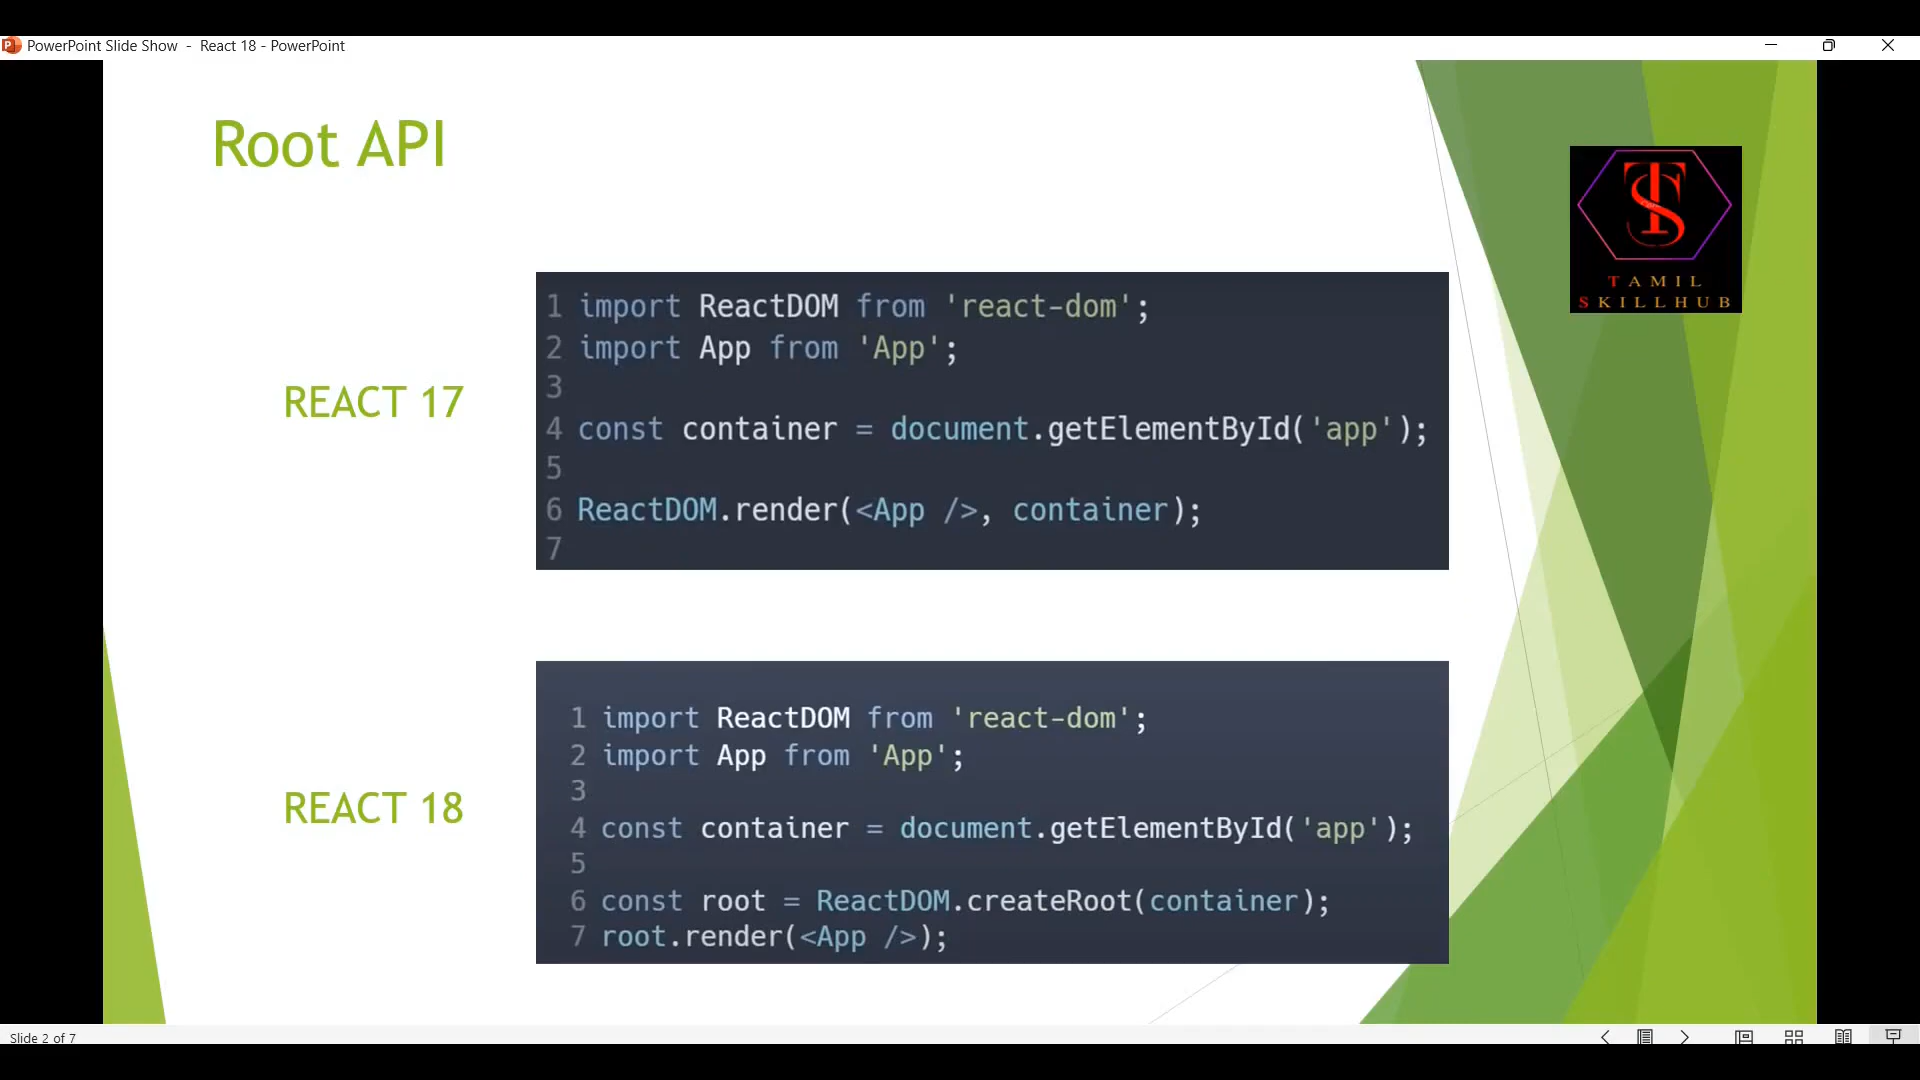 PowerPoint Slide Show - React 18 - PowerPoint
Root API
TAMIL
SKILLHUB
REACT 17
1 import ReactDOM from 'react-dom';
2 import App from 'App';
3
4 const container = document.getElementById('app');
5
6 ReactDOM.render(<App />, container);
7
REACT 18
1 import ReactDOM from 'react-dom';
2 import App from 'App';
3
4 const container = document.getElementById('app');
5
6 const root = ReactDOM.createRoot(container);
7 root.render(<App />);
Slide 2 of 7